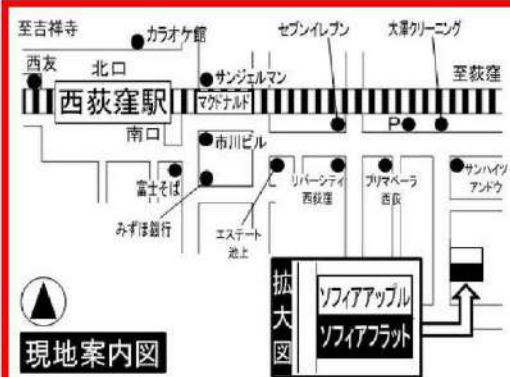 至吉祥寺
カラオケ館
セブンイレブン
大澤クリーニング
西友
北口
サンジェルマン
至荻窪
西荻窪駅
マクドナルド
南口
市川ビル
P
富士そば
みずほ銀行
エステート
池上
リバーシティ
西荻窪
プリマベーラ
西荻
サンハイツ
アンドウ
拡大図
ソフィアアップル
ソフィアフラット
現地案内図